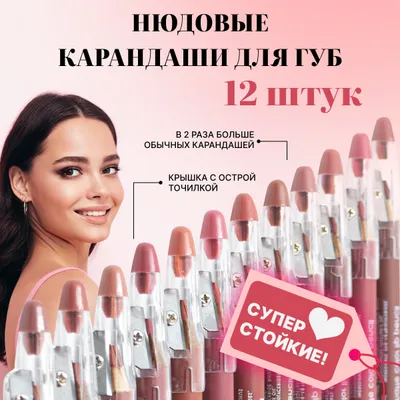 НЮДОВЫЕ
КАРАНДАШИ ДЛЯ ГУБ
12 штук
В 2 РАЗА БОЛЬШЕ
ОБЫЧНЫХ КАРАНДАШЕЙ
КРЫШКА С ОСТРОЙ
ТОЧИЛКОЙ
СУПЕР
СТОЙКИЕ!